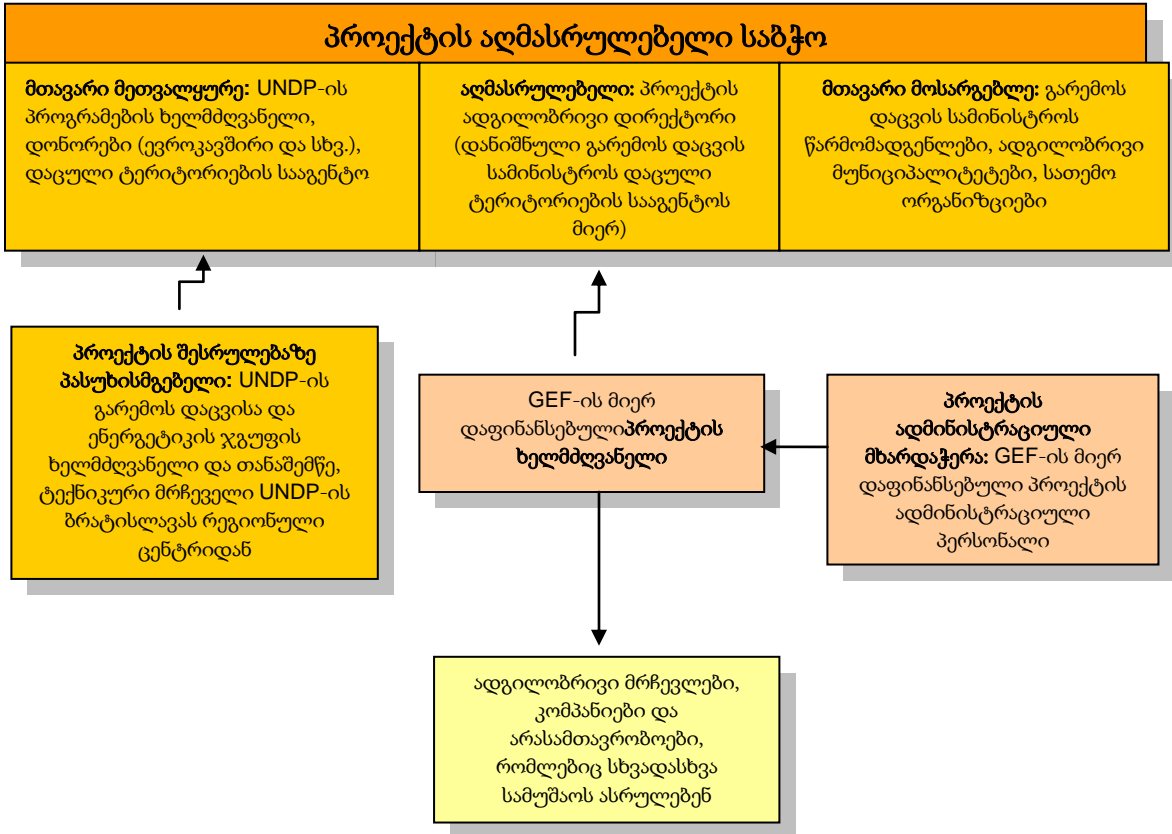 პროექტის აღმასრულებელი საბჭო
მთავარი მეთვალყურე: UNDP-ის
პროგრამების ხელმძღვანელი,
დონორები (ევროკავშირი და სხვ.),
დაცული ტერიტორიების სააგენტო
აღმასრულებელი: პროექტის
ადგილობრივი დირექტორი
(დანიშნული გარემოს დაცვის
სამინისტროს დაცული
ტერიტორიების სააგენტოს
მიერ)
მთავარი მოსარგებლე: გარემოს
დაცვის სამინისტროს
წარმომადგენლები, ადგილობრივი
მუნიციპალიტეტები, სათემო
ორგანიზციები
პროექტის შესრულებაზე
პასუხისმგებელი: UNDP-ის
გარემოს დაცვისა და
ენერგეტიკის ჯგუფის
ხელმძღვანელი და თანაშემწე,
ტექნიკური მრჩეველი UNDP-ის
ბრატისლავას რეგიონული
ცენტრიდან
GEF-ის მიერ
დაფინანსებულიპროექტის
ხელმძღვანელი
პროექტის
ადმინისტრაციული
მხარდაჭერა: GEF-ის მიერ
დაფინანსებული პროექტის
ადმინისტრაციული
პერსონალი
ადგილობრივი მრჩევლები,
კომპანიები და
არასამთავრობოები,
რომლებიც სხვადასხვა
სამუშაოს ასრულებენ